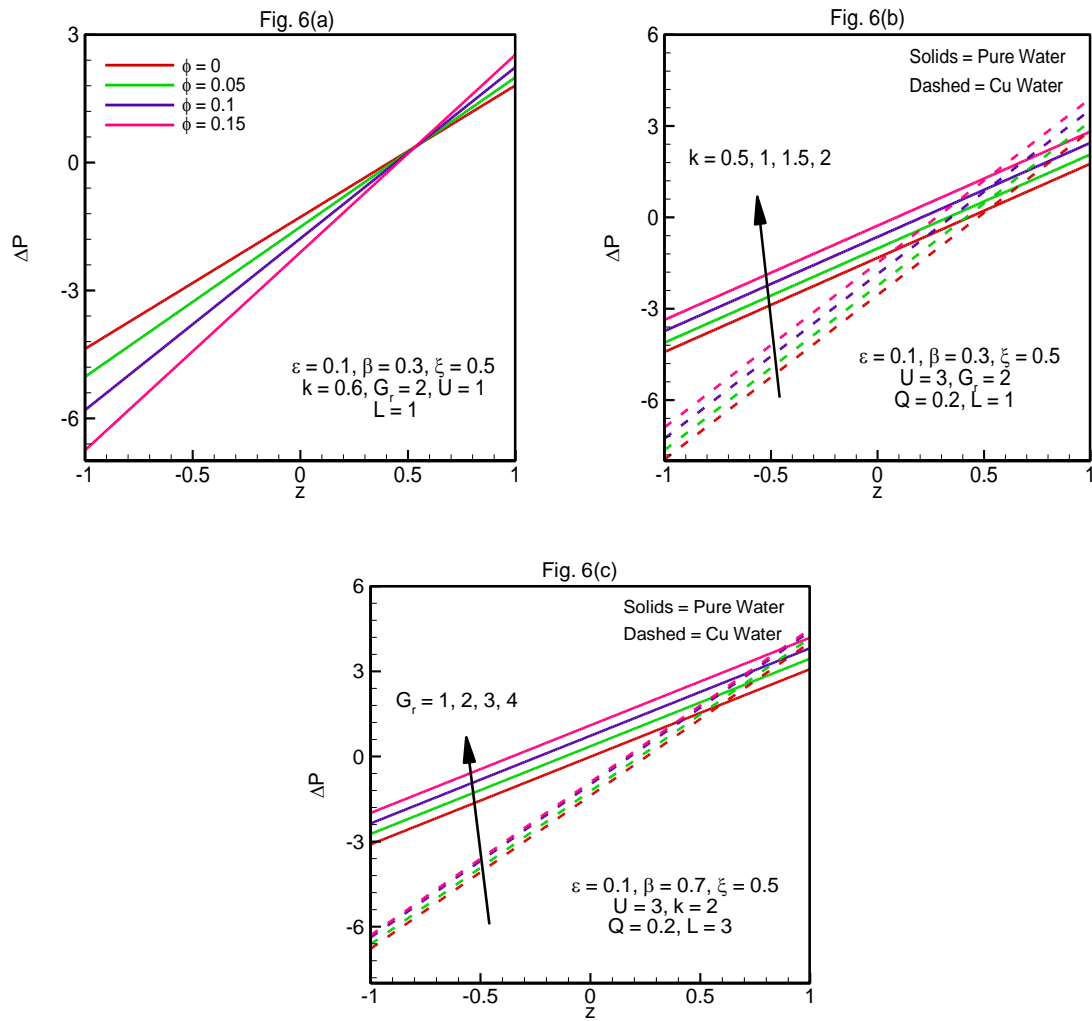 Fig. 6(a)
3
0
-3
-6
ΔP
ϕ = 0
ϕ = 0.05
ϕ = 0.1
ϕ = 0.15
ε = 0.1, β = 0.3, ξ = 0.5
k = 0.6, Gr = 2, U = 1
L = 1
-1 -0.5 0 0.5 1
z
Fig. 6(b)
6
3
0
-3
-6
ΔP
Solids = Pure Water
Dashed = Cu Water
k = 0.5, 1, 1.5, 2
ε = 0.1, β = 0.3, ξ = 0.5
U = 3, Gr = 2
Q = 0.2, L = 1
-1 -0.5 0 0.5 1
z
Fig. 6(c)
6
3
0
-3
-6
ΔP
Solids = Pure Water
Dashed = Cu Water
Gr = 1, 2, 3, 4
ε = 0.1, β = 0.7, ξ = 0.5
U = 3, k = 2
Q = 0.2, L = 3
-1 -0.5 0 0.5 1
z